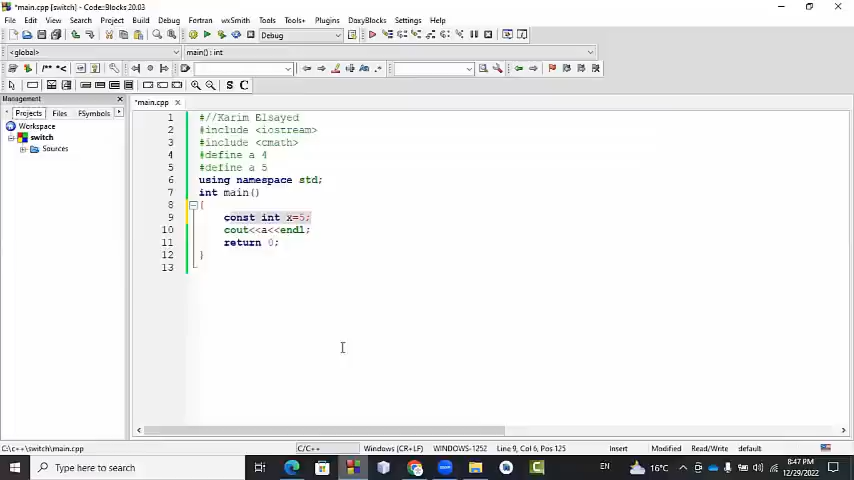 *main.cpp [switch] - Code::Blocks 20.03
File Edit View Search Project Build Debug Fortran wxSmith Tools Tools+ Plugins DoxyBlocks Settings Help
Debug
<global> main() : int
/** *<
S C
Management
Projects Files FSymbols
*main.cpp
Workspace
switch
Sources
1 #//Karim Elsayed
2 #include <iostream>
3 #include <cmath>
4 #define a 4
5 #define a 5
6 using namespace std;
7 int main()
8 {
9 const int x=5;
10 cout<<a<<endl;
11 return 0;
12 }
13
C:\c++\switch\main.cpp C/C++ Windows (CR+LF) WINDOWS-1252 Line 9, Col 6, Pos 125 Insert Modified Read/Write default
Type here to search
EN 16°C 8:47 PM
12/29/2022